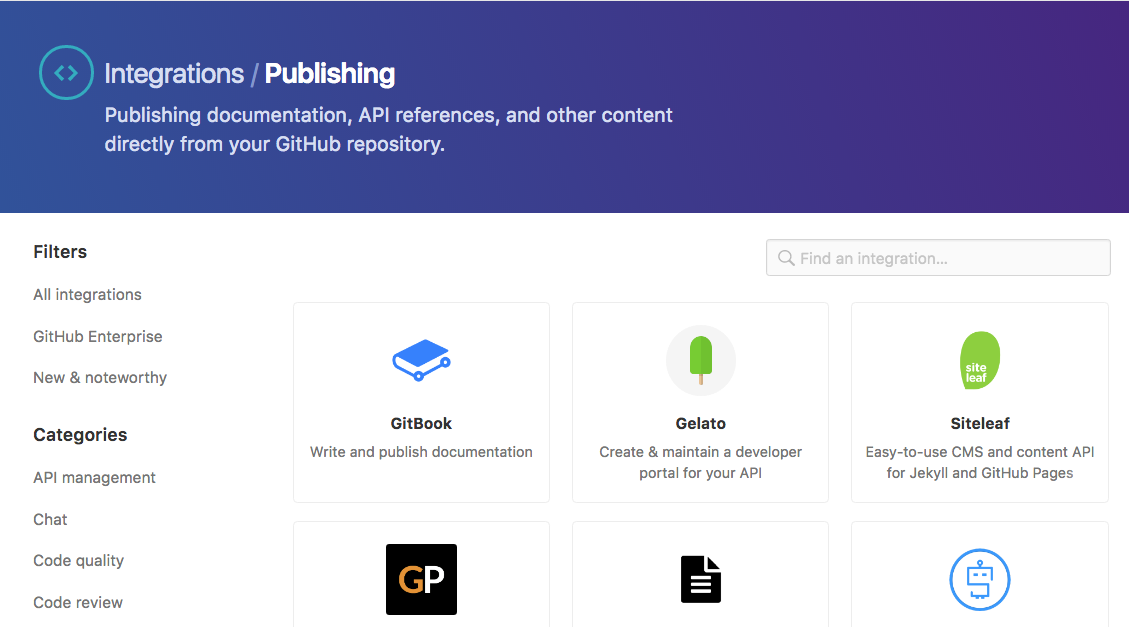 Integrations / Publishing
Publishing documentation, API references, and other content
directly from your GitHub repository.
Filters
All integrations
GitHub Enterprise
New & noteworthy
Categories
API management
Chat
Code quality
Code review
Find an integration...
GitBook
Write and publish documentation
Gelato
Create & maintain a developer
portal for your API
site
leaf
Siteleaf
Easy-to-use CMS and content API
for Jekyll and GitHub Pages
GP